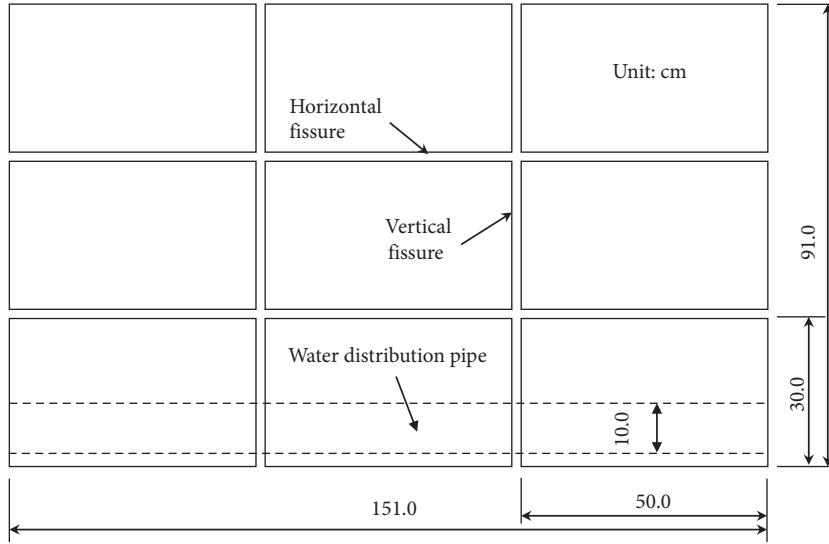 Unit: cm
Horizontal
fissure
Vertical
fissure
91.0
Water distribution pipe
30.0
10.0
151.0
50.0